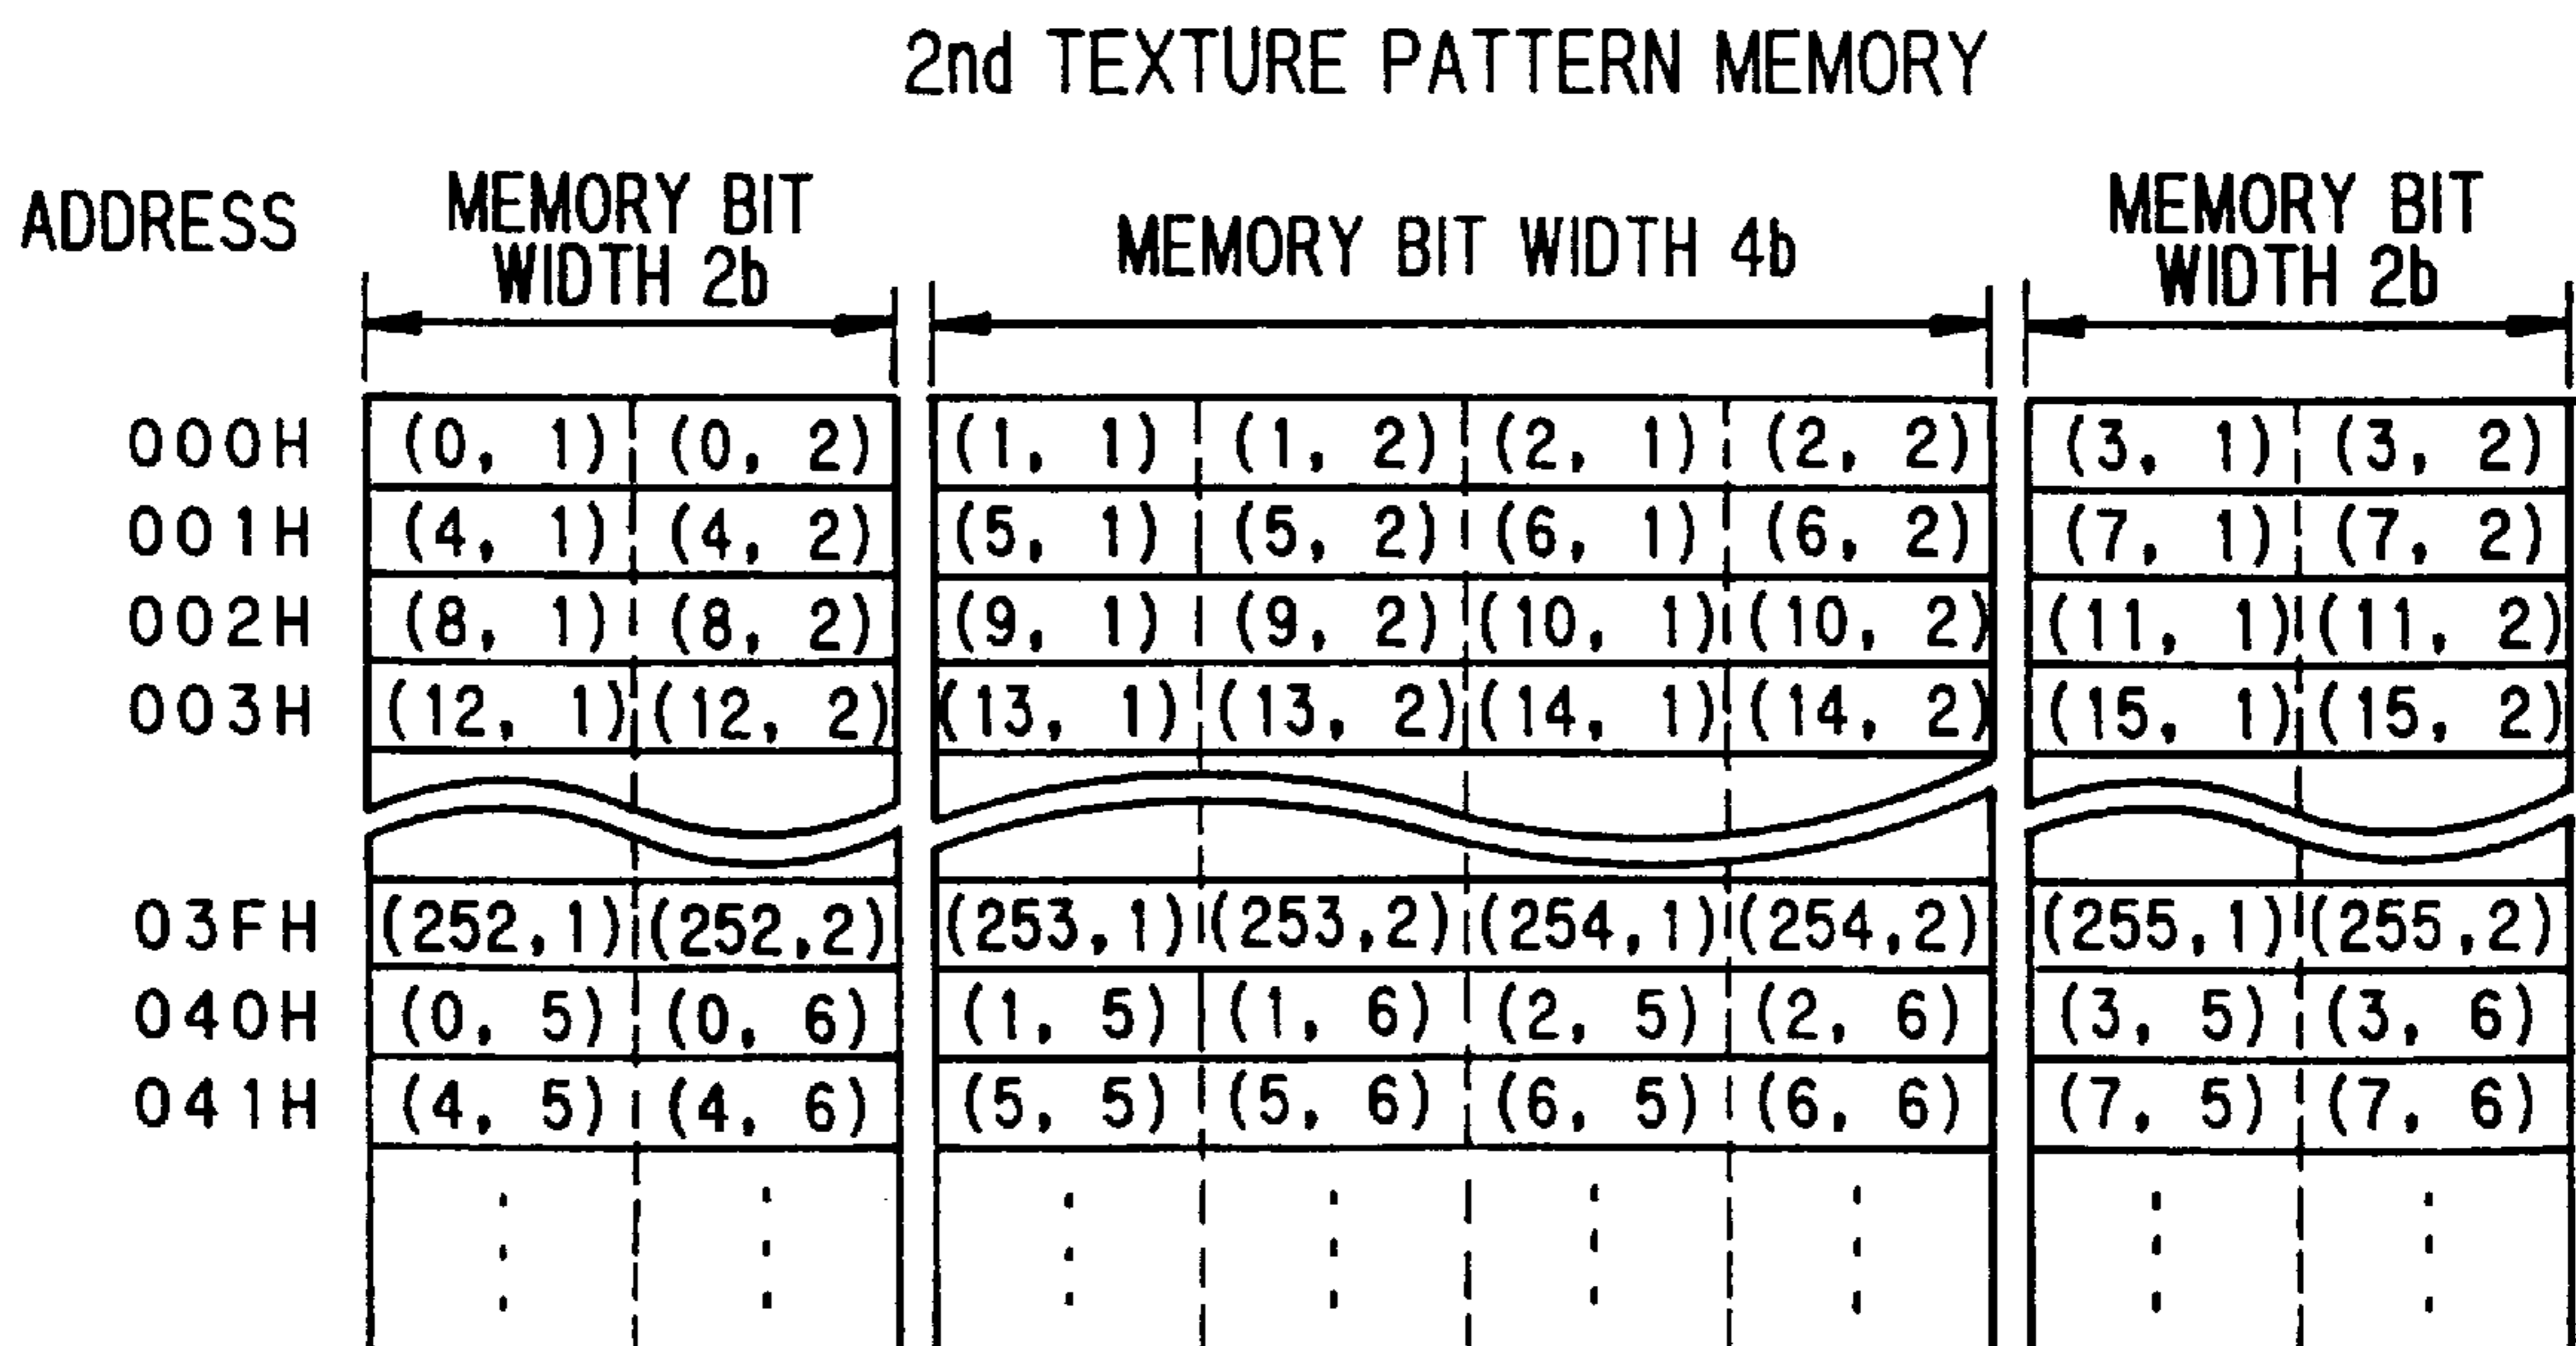 2nd TEXTURE PATTERN MEMORY
ADDRESS MEMORY BIT WIDTH 2b MEMORY BIT WIDTH 4b MEMORY BIT WIDTH 2b
000H (0, 1) (0, 2) (1, 1) (1, 2) (2, 1) (2, 2) (3, 1) (3, 2)
001H (4, 1) (4, 2) (5, 1) (5, 2) (6, 1) (6, 2) (7, 1) (7, 2)
002H (8, 1) (8, 2) (9, 1) (9, 2) (10, 1) (10, 2) (11, 1) (11, 2)
003H (12, 1) (12, 2) (13, 1) (13, 2) (14, 1) (14, 2) (15, 1) (15, 2)
03FH (252,1) (252,2) (253,1) (253,2) (254,1) (254,2) (255,1) (255,2)
040H (0, 5) (0, 6) (1, 5) (1, 6) (2, 5) (2, 6) (3, 5) (3, 6)
041H (4, 5) (4, 6) (5, 5) (5, 6) (6, 5) (6, 6) (7, 5) (7, 6)